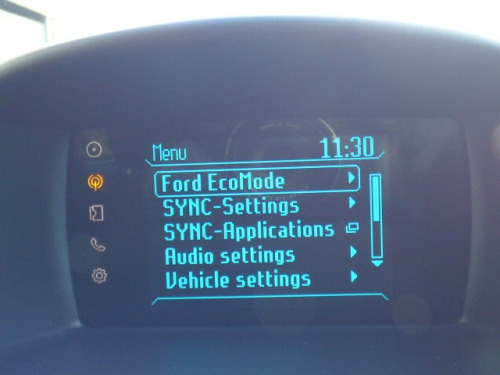 Menu 11:30
Ford EcoMode
SYNC-Settings
SYNC-Applications
Audio settings
Vehicle settings